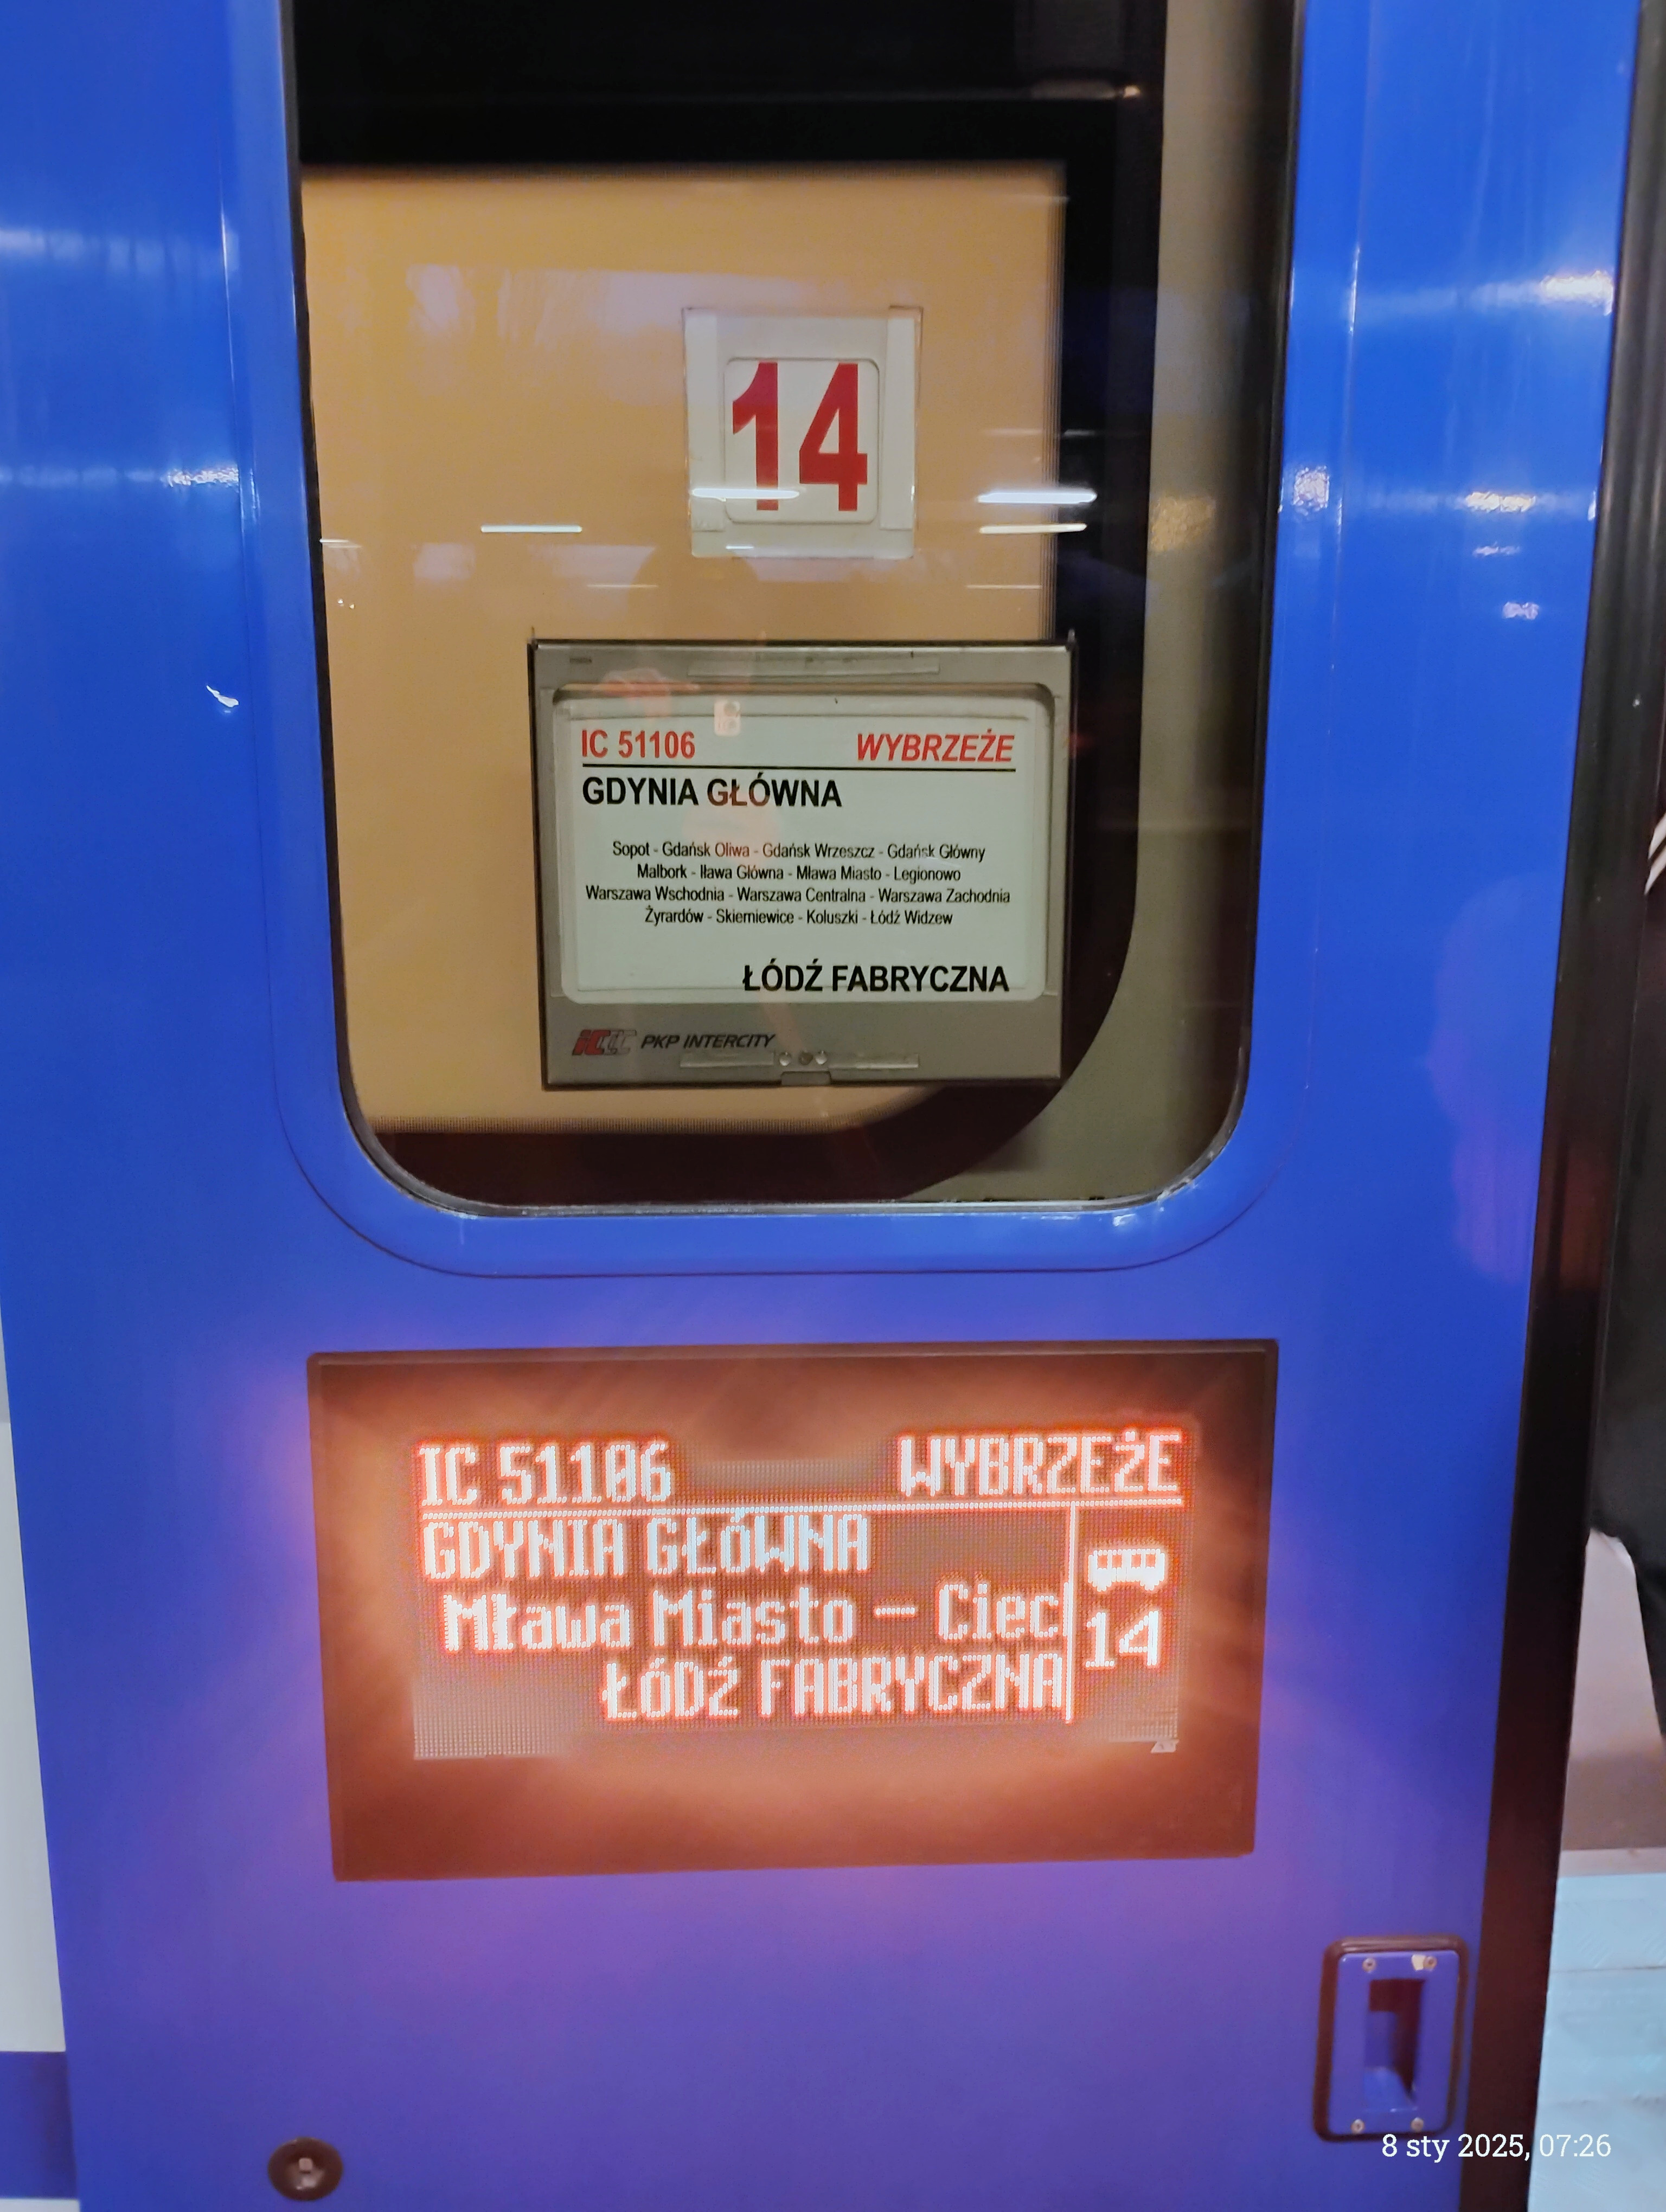 14
IC 51106 WYBRZEŻE
GDYNIA GŁÓWNA
Sopot - Gdańsk Oliwa - Gdańsk Wrzeszcz - Gdańsk Główny
Malbork - Iława Główna - Mława Miasto - Legionowo
Warszawa Wschodnia - Warszawa Centralna - Warszawa Zachodnia
Żyrardów - Skierniewice - Koluszki - Łódź Widzew
ŁÓDŹ FABRYCZNA
PKP INTERCITY
IC 51106 WYBRZEŻE
GDYNIA GŁÓWNA
Mława Miasto – Ciec
14
ŁÓDź FABRYCZNA
8 sty 2025, 07:26